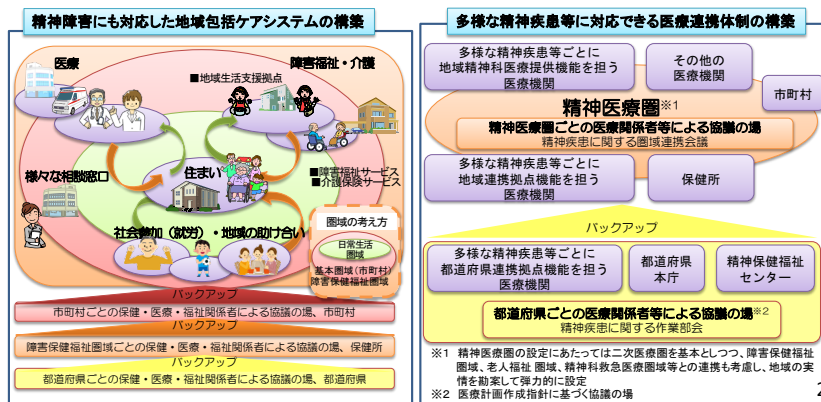 精神障害にも対応した地域包括ケアシステムの構築
医療
障害福祉・介護
■地域生活支援拠点
様々な相談窓口
住まい
■障害福祉サービス
■介護保険サービス
社会参加（就労）・地域の助け合い
圏域の考え方
日常生活
圏域
基本圏域（市町村）
障害保健福祉圏域
バックアップ
市町村ごとの保健・医療・福祉関係者による協議の場、市町村
バックアップ
障害保健福祉圏域ごとの保健・医療・福祉関係者による協議の場、保健所
バックアップ
都道府県ごとの保健・医療・福祉関係者による協議の場、都道府県
多様な精神疾患等に対応できる医療連携体制の構築
多様な精神疾患等ごとに
地域精神科医療提供機能を担う
医療機関
その他の
医療機関
市町村
精神医療圏※1
精神医療圏ごとの医療関係者等による協議の場
精神疾患に関する圏域連携会議
多様な精神疾患等ごとに
地域連携拠点機能を担う
医療機関
保健所
バックアップ
多様な精神疾患等ごとに
都道府県連携拠点機能を担う
医療機関
都道府県
本庁
精神保健福祉
センター
都道府県ごとの医療関係者等による協議の場※2
精神疾患に関する作業部会
※1 精神医療圏の設定にあたっては二次医療圏を基本としつつ、障害保健福祉
圏域、老人福祉 圏域、精神科救急医療圏域等との連携も考慮し、地域の実
情を勘案して弾力的に設定
※2 医療計画作成指針に基づく協議の場
2